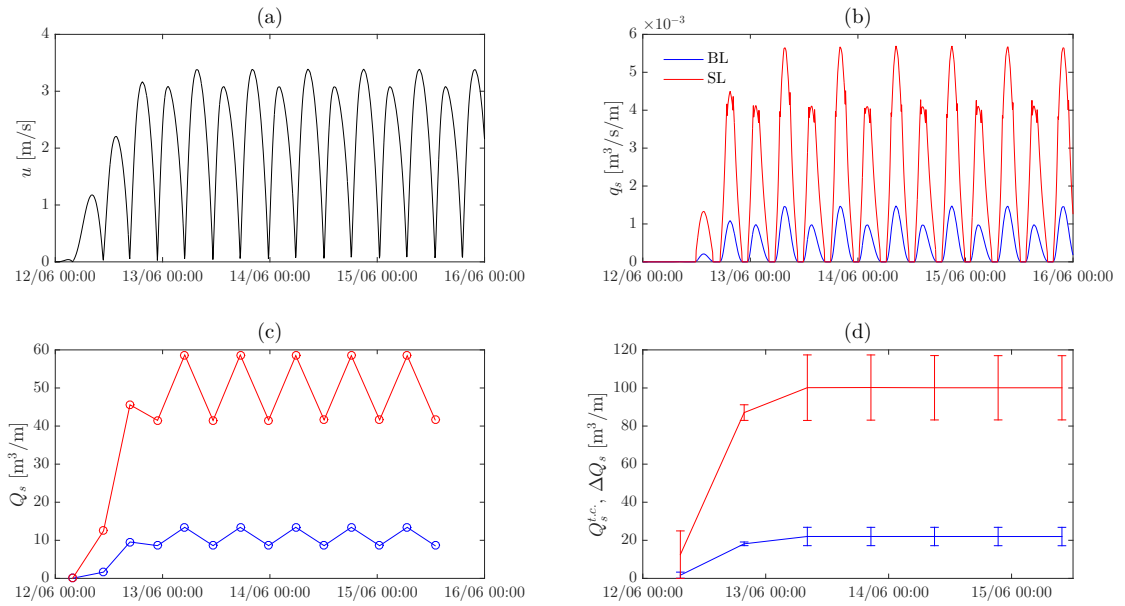 (a)
4
3
2
1
0
u [m/s]
12/06 00:00 13/06 00:00 14/06 00:00 15/06 00:00 16/06 00:00
(b)
×10⁻³
6
5
4
3
2
1
0
q_s [m³/s/m]
BL
SL
12/06 00:00 13/06 00:00 14/06 00:00 15/06 00:00 16/06 00:00
(c)
60
50
40
30
20
10
0
Q_s [m³/m]
12/06 00:00 13/06 00:00 14/06 00:00 15/06 00:00 16/06 00:00
(d)
120
100
80
60
40
20
0
Q_s^{t.c.}, ΔQ_s [m³/m]
12/06 00:00 13/06 00:00 14/06 00:00 15/06 00:00